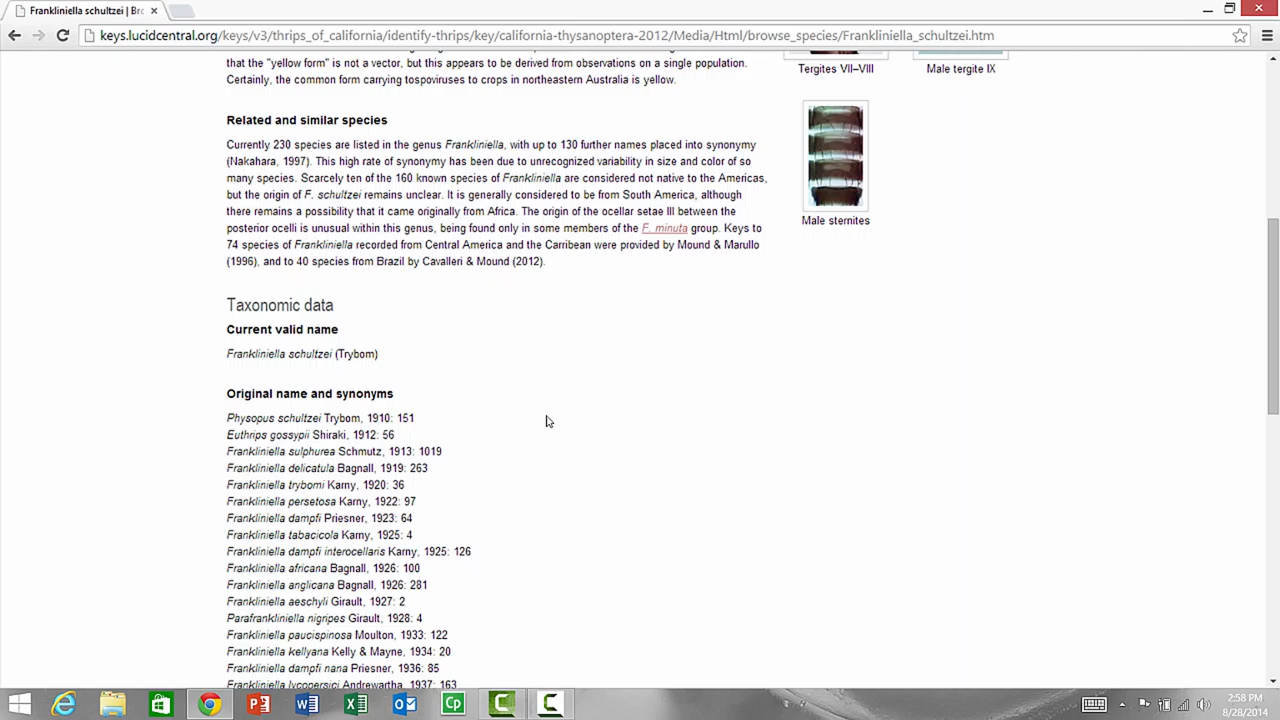 Frankliniella schultzei | Bro
keys.lucidcentral.org/keys/v3/thrips_of_california/identify-thrips/key/california-thysanoptera-2012/Media/Html/browse_species/Frankliniella_schultzei.htm
that the "yellow form" is not a vector, but this appears to be derived from observations on a single population.
Certainly, the common form carrying tospoviruses to crops in northeastern Australia is yellow.
Tergites VII–VIII
Male tergite IX
Related and similar species
Currently 230 species are listed in the genus Frankliniella, with up to 130 further names placed into synonymy
(Nakahara, 1997). This high rate of synonymy has been due to unrecognized variability in size and color of so
many species. Scarcely ten of the 160 known species of Frankliniella are considered not native to the Americas,
but the origin of F. schultzei remains unclear. It is generally considered to be from South America, although
there remains a possibility that it came originally from Africa. The origin of the ocellar setae III between the
posterior ocelli is unusual within this genus, being found only in some members of the F. minuta group. Keys to
74 species of Frankliniella recorded from Central America and the Carribean were provided by Mound & Marullo
(1996), and to 40 species from Brazil by Cavalleri & Mound (2012).
Male sternites
Taxonomic data
Current valid name
Frankliniella schultzei (Trybom)
Original name and synonyms
Physopus schultzei Trybom, 1910: 151
Euthrips gossypii Shiraki, 1912: 56
Frankliniella sulphurea Schmutz, 1913: 1019
Frankliniella delicatula Bagnall, 1919: 263
Frankliniella trybomi Karny, 1920: 36
Frankliniella persetosa Karny, 1922: 97
Frankliniella dampfi Priesner, 1923: 64
Frankliniella tabacicola Karny, 1925: 4
Frankliniella dampfi interocellaris Karny, 1925: 126
Frankliniella africana Bagnall, 1926: 100
Frankliniella anglicana Bagnall, 1926: 281
Frankliniella aeschyli Girault, 1927: 2
Parafrankliniella nigripes Girault, 1928: 4
Frankliniella paucispinosa Moulton, 1933: 122
Frankliniella kellyana Kelly & Mayne, 1934: 20
Frankliniella dampfi nana Priesner, 1936: 85
Frankliniella lycopersici Andrewartha, 1937: 163
2:58 PM
8/28/2014